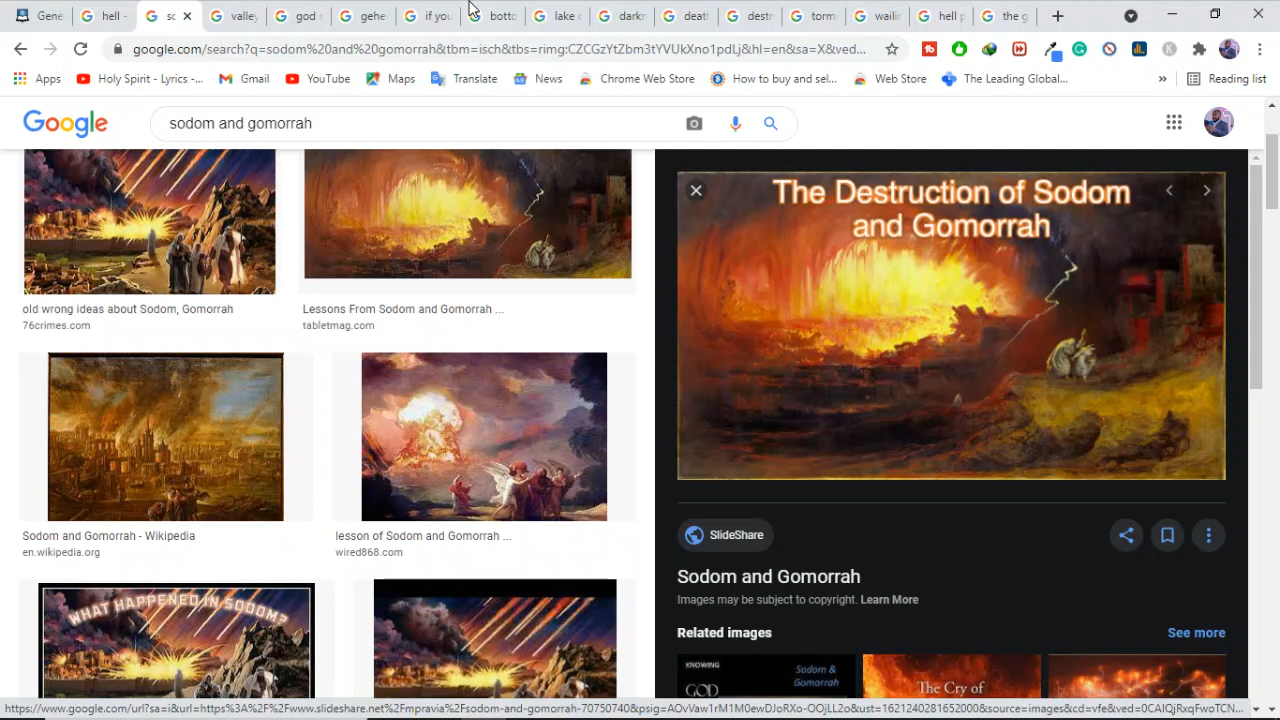 Gene
hell -
so
valley
god 
gehe
if you
botto
lake o
darkn
death
destr
torm
wailin
hell p
the g
google.com/search?q=sodom%20and%20gomorrah&tbm=isch&tbs=rimg:CZCGzYtZbm3tYVUkXno1pdLj&hl=en&sa=X&ved...
Apps
Holy Spirit - Lyrics -...
Gmail
YouTube
Maps
Translate
News
Chrome Web Store
How to buy and sel...
Web Store
The Leading Global...
»
Reading list
Google
sodom and gomorrah
The Destruction of Sodom
and Gomorrah
old wrong ideas about Sodom, Gomorrah
76crimes.com
Lessons From Sodom and Gomorrah ...
tabletmag.com
Sodom and Gomorrah - Wikipedia
en.wikipedia.org
lesson of Sodom and Gomorrah ...
wired868.com
WHAT HAPPENED IN SODOM?
SlideShare
Sodom and Gomorrah
Images may be subject to copyright. Learn More
Related images
See more
KNOWING
GOD
Sodom &
Gomorrah
The Cry of
https://www.google.com/url?sa=i&url=https%3A%2F%2Fwww.slideshare.net%2Fmpravia%2Fsodom-and-gomorrah-70750740&psig=AOvVaw1rM1M0ewDJoRXo-OOjLL2o&ust=1621240281652000&source=images&cd=vfe&ved=0CAIQjRxqFwoTCN...